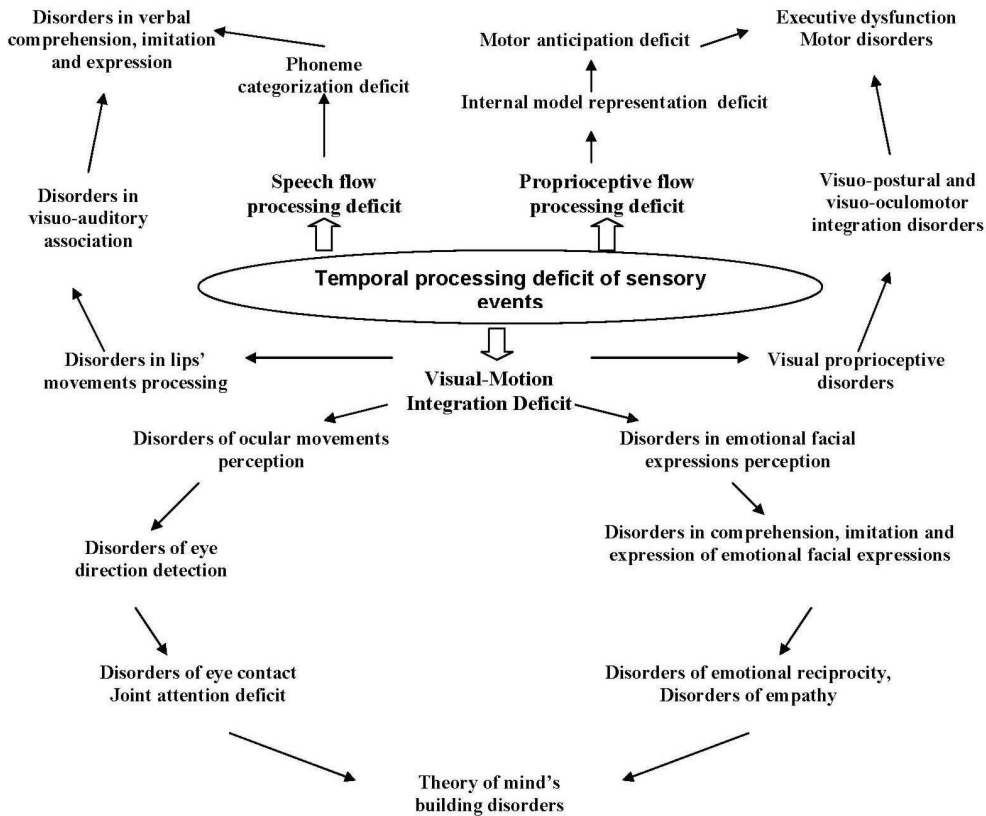 Disorders in verbal
comprehension, imitation
and expression
Phoneme
categorization deficit
Motor anticipation deficit
Executive dysfunction
Motor disorders
Internal model representation deficit
Disorders in
visuo-auditory
association
Speech flow
processing deficit
Proprioceptive flow
processing deficit
Visuo-postural and
visuo-oculomotor
integration disorders
Temporal processing deficit of sensory
events
Disorders in lips'
movements processing
Visual-Motion
Integration Deficit
Visual proprioceptive
disorders
Disorders of ocular movements
perception
Disorders in emotional facial
expressions perception
Disorders of eye
direction detection
Disorders in comprehension, imitation and
expression of emotional facial expressions
Disorders of eye contact
Joint attention deficit
Disorders of emotional reciprocity,
Disorders of empathy
Theory of mind's
building disorders